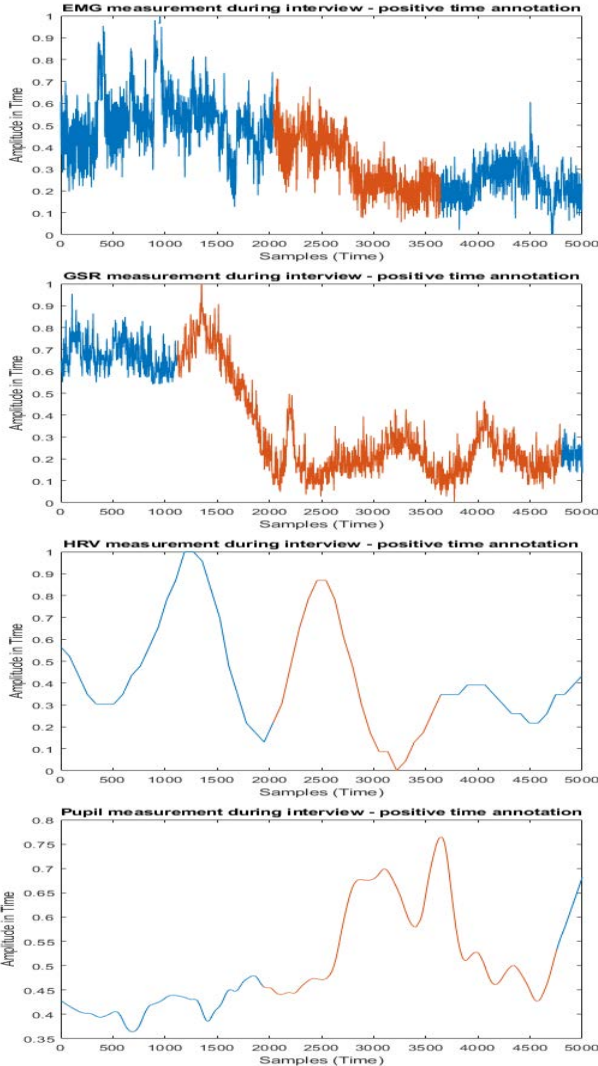 EMG measurement during interview - positive time annotation
1
0.9
0.8
0.7
0.6
0.5
0.4
0.3
0.2
0.1
0
Amplitude in Time
0 500 1000 1500 2000 2500 3000 3500 4000 4500 5000
Samples (Time)
GSR measurement during interview - positive time annotation
1
0.9
0.8
0.7
0.6
0.5
0.4
0.3
0.2
0.1
0
Amplitude in Time
0 500 1000 1500 2000 2500 3000 3500 4000 4500 5000
Samples (Time)
HRV measurement during interview - positive time annotation
1
0.9
0.8
0.7
0.6
0.5
0.4
0.3
0.2
0.1
0
Amplitude in Time
0 500 1000 1500 2000 2500 3000 3500 4000 4500 5000
Samples (Time)
Pupil measurement during interview - positive time annotation
0.8
0.75
0.7
0.65
0.6
0.55
0.5
0.45
0.4
0.35
Amplitude in Time
0 500 1000 1500 2000 2500 3000 3500 4000 4500 5000
Samples (Time)